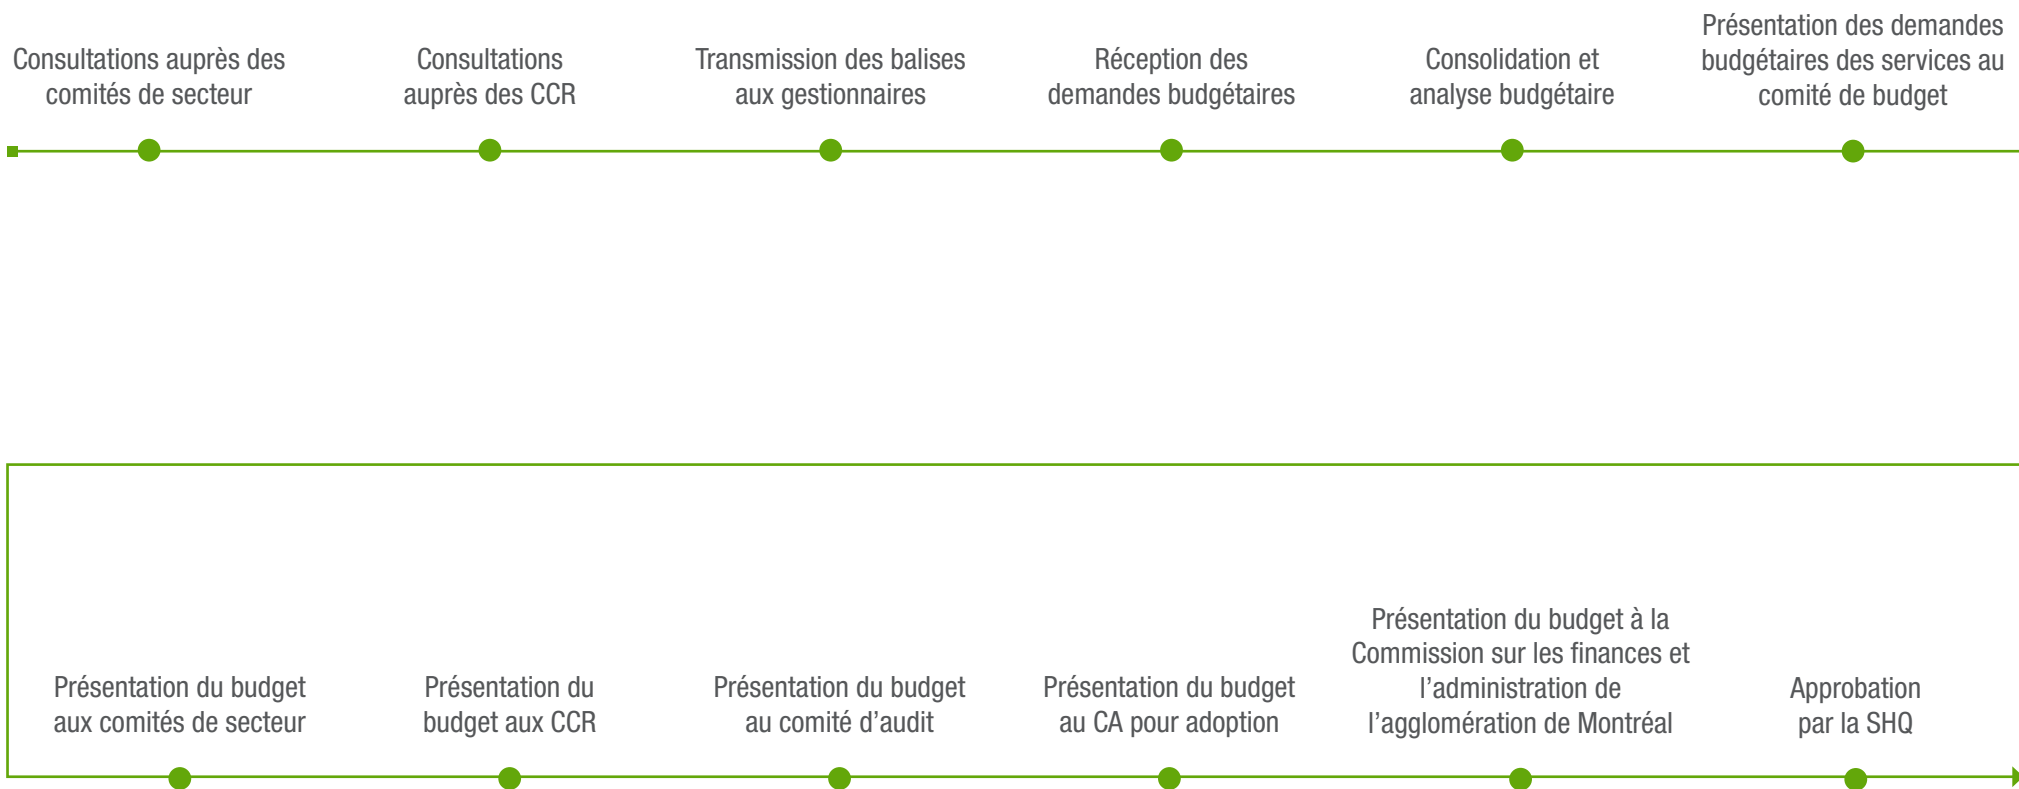 Consultations auprès des
comités de secteur
Consultations
auprès des CCR
Transmission des balises
aux gestionnaires
Réception des
demandes budgétaires
Consolidation et
analyse budgétaire
Présentation des demandes
budgétaires des services au
comité de budget
Présentation du budget
aux comités de secteur
Présentation du
budget aux CCR
Présentation du budget
au comité d’audit
Présentation du budget
au CA pour adoption
Présentation du budget à la
Commission sur les finances et
l’administration de
l’agglomération de Montréal
Approbation
par la SHQ